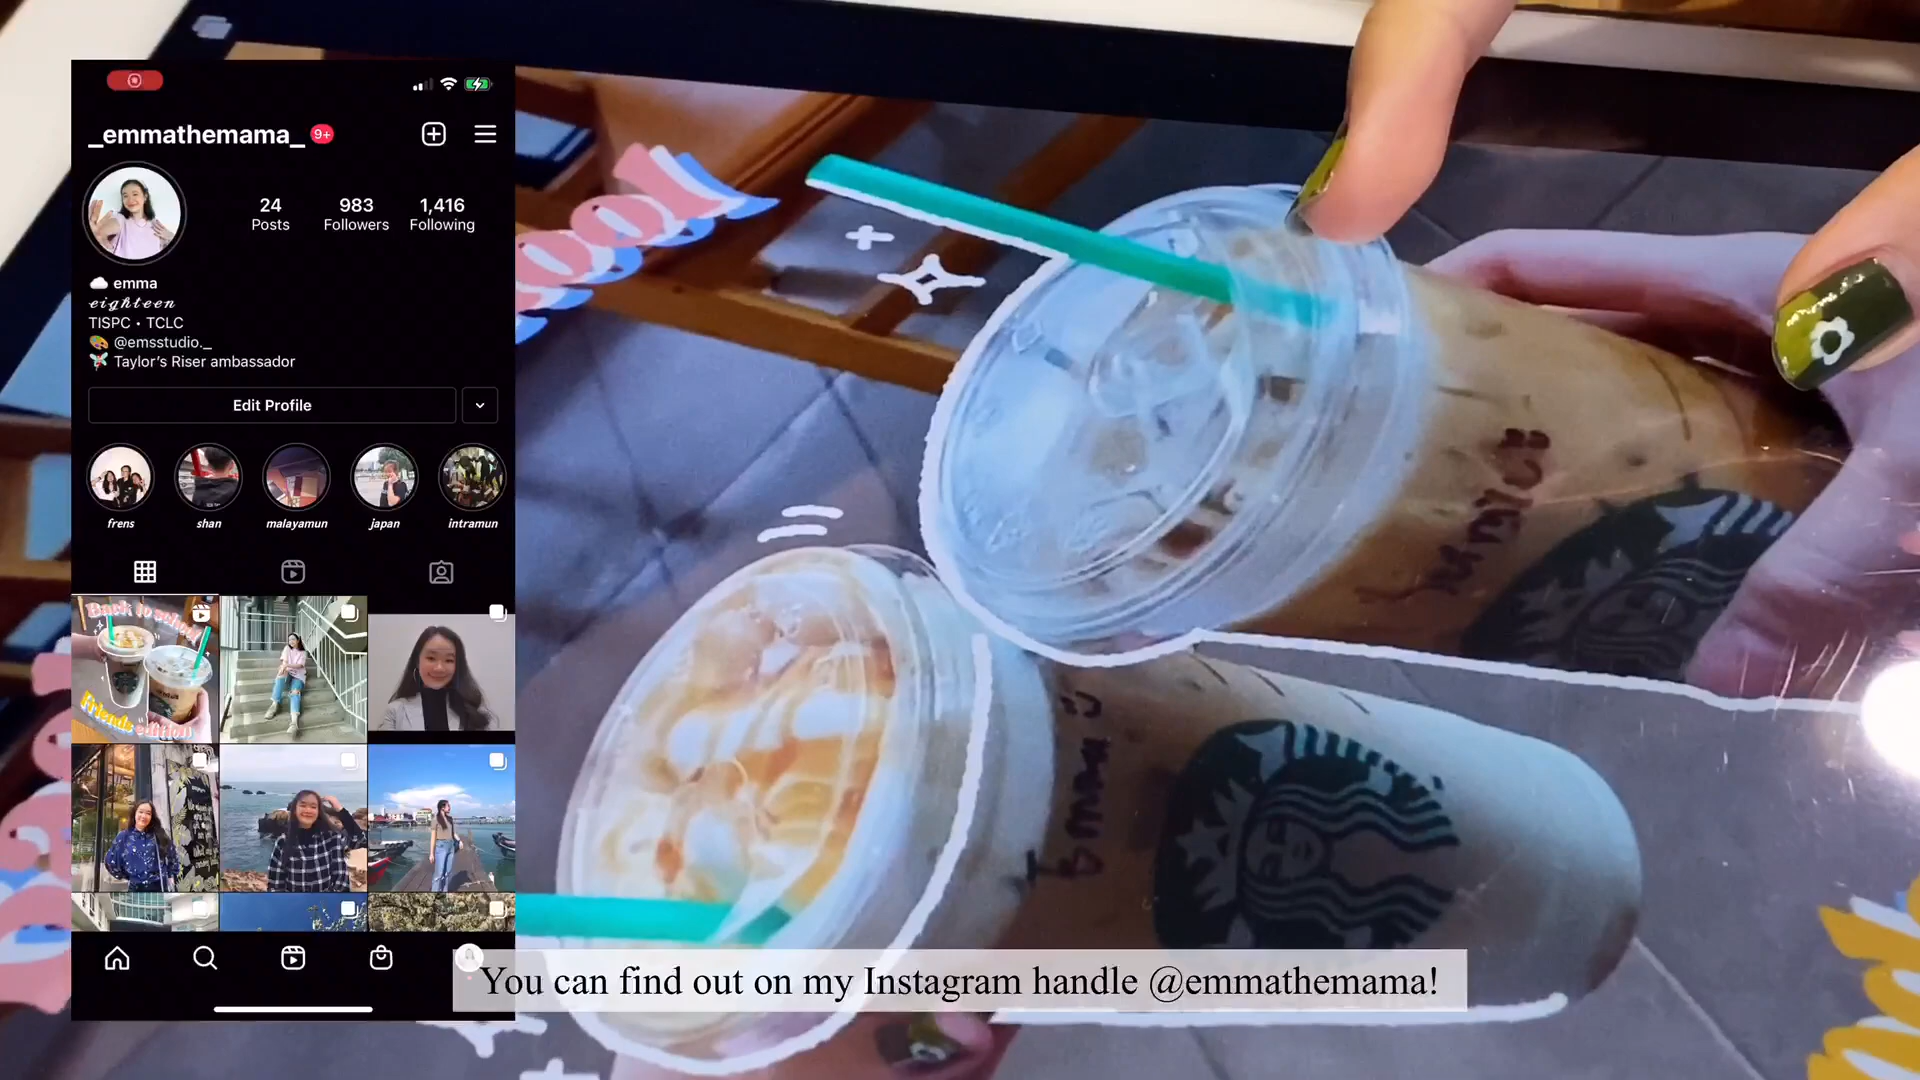 _emmathemama_ 9+
24 983 1,416
Posts Followers Following
emma
𝓮𝓲𝓰𝓱𝓽𝓮𝓮𝓷
TISPC • TCLC
@emsstudio._
Taylor's Riser ambassador
Edit Profile
frens shan malayamun japan intramun
Back to school
Friends edition
Emma
You can find out on my Instagram handle @emmathemama!